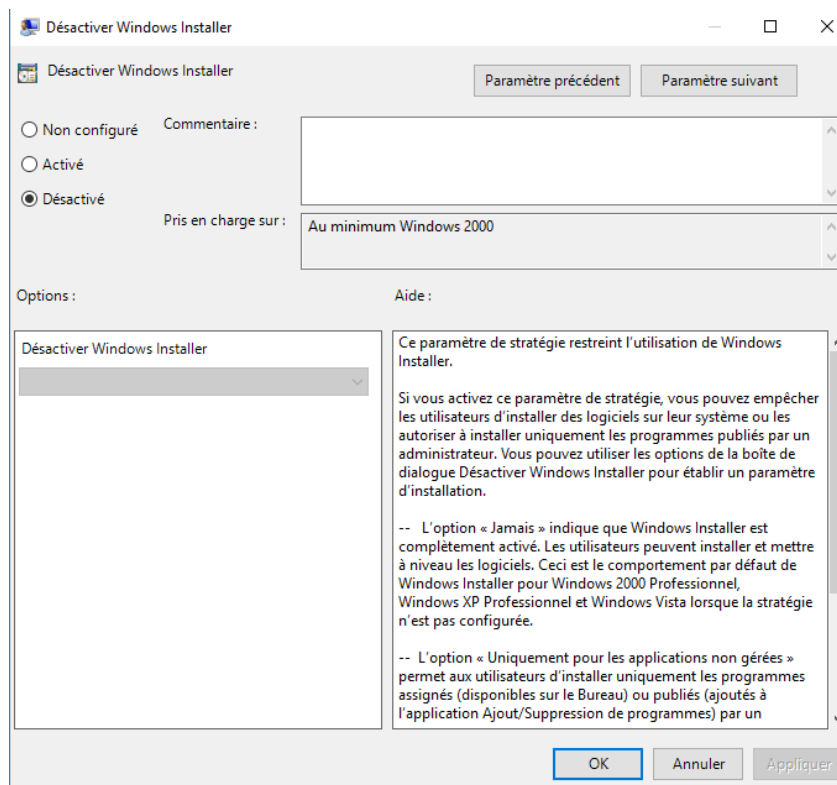 Désactiver Windows Installer
Désactiver Windows Installer
Paramètre précédent
Paramètre suivant
Non configuré
Activé
Désactivé
Commentaire :
Pris en charge sur :
Au minimum Windows 2000
Options :
Aide :
Désactiver Windows Installer
Ce paramètre de stratégie restreint l’utilisation de Windows
Installer.
Si vous activez ce paramètre de stratégie, vous pouvez empêcher
les utilisateurs d’installer des logiciels sur leur système ou les
autoriser à installer uniquement les programmes publiés par un
administrateur. Vous pouvez utiliser les options de la boîte de
dialogue Désactiver Windows Installer pour établir un paramètre
d’installation.
-- L’option « Jamais » indique que Windows Installer est
complètement activé. Les utilisateurs peuvent installer et mettre
à niveau les logiciels. Ceci est le comportement par défaut de
Windows Installer pour Windows 2000 Professionnel,
Windows XP Professionnel et Windows Vista lorsque la stratégie
n’est pas configurée.
-- L’option « Uniquement pour les applications non gérées »
permet aux utilisateurs d’installer uniquement les programmes
assignés (disponibles sur le Bureau) ou publiés (ajoutés à
l’application Ajout/Suppression de programmes) par un
OK
Annuler
Appliquer